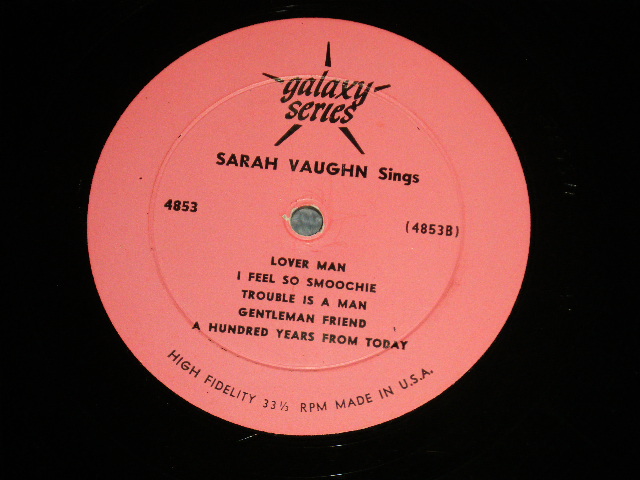 galaxy
series
SARAH VAUGHN Sings
4853
(4853B)
LOVER MAN
I FEEL SO SMOOCHIE
TROUBLE IS A MAN
GENTLEMAN FRIEND
A HUNDRED YEARS FROM TODAY
HIGH FIDELITY 33⅓ RPM MADE IN U.S.A.